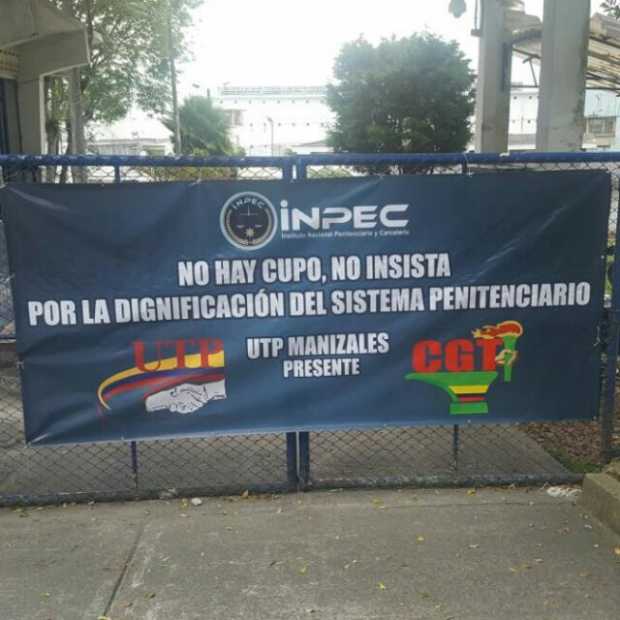 INPEC
iNPEC
Instituto Nacional Penitenciario y Carcelario
NO HAY CUPO, NO INSISTA
POR LA DIGNIFICACIÓN DEL SISTEMA PENITENCIARIO
UTP
UTP MANIZALES
PRESENTE
CGT